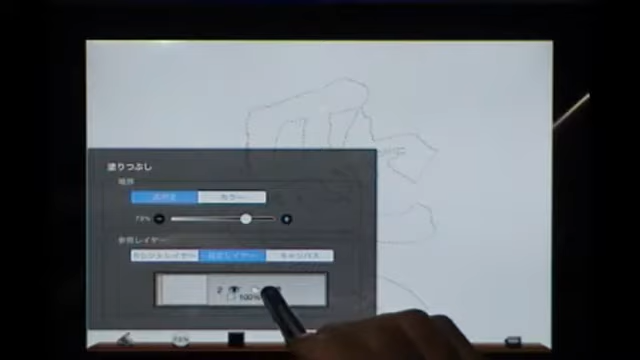 塗りつぶし
境界
透明度 カラー
73%
参照レイヤー
カレントレイヤー 指定レイヤー キャンバス
2
100%